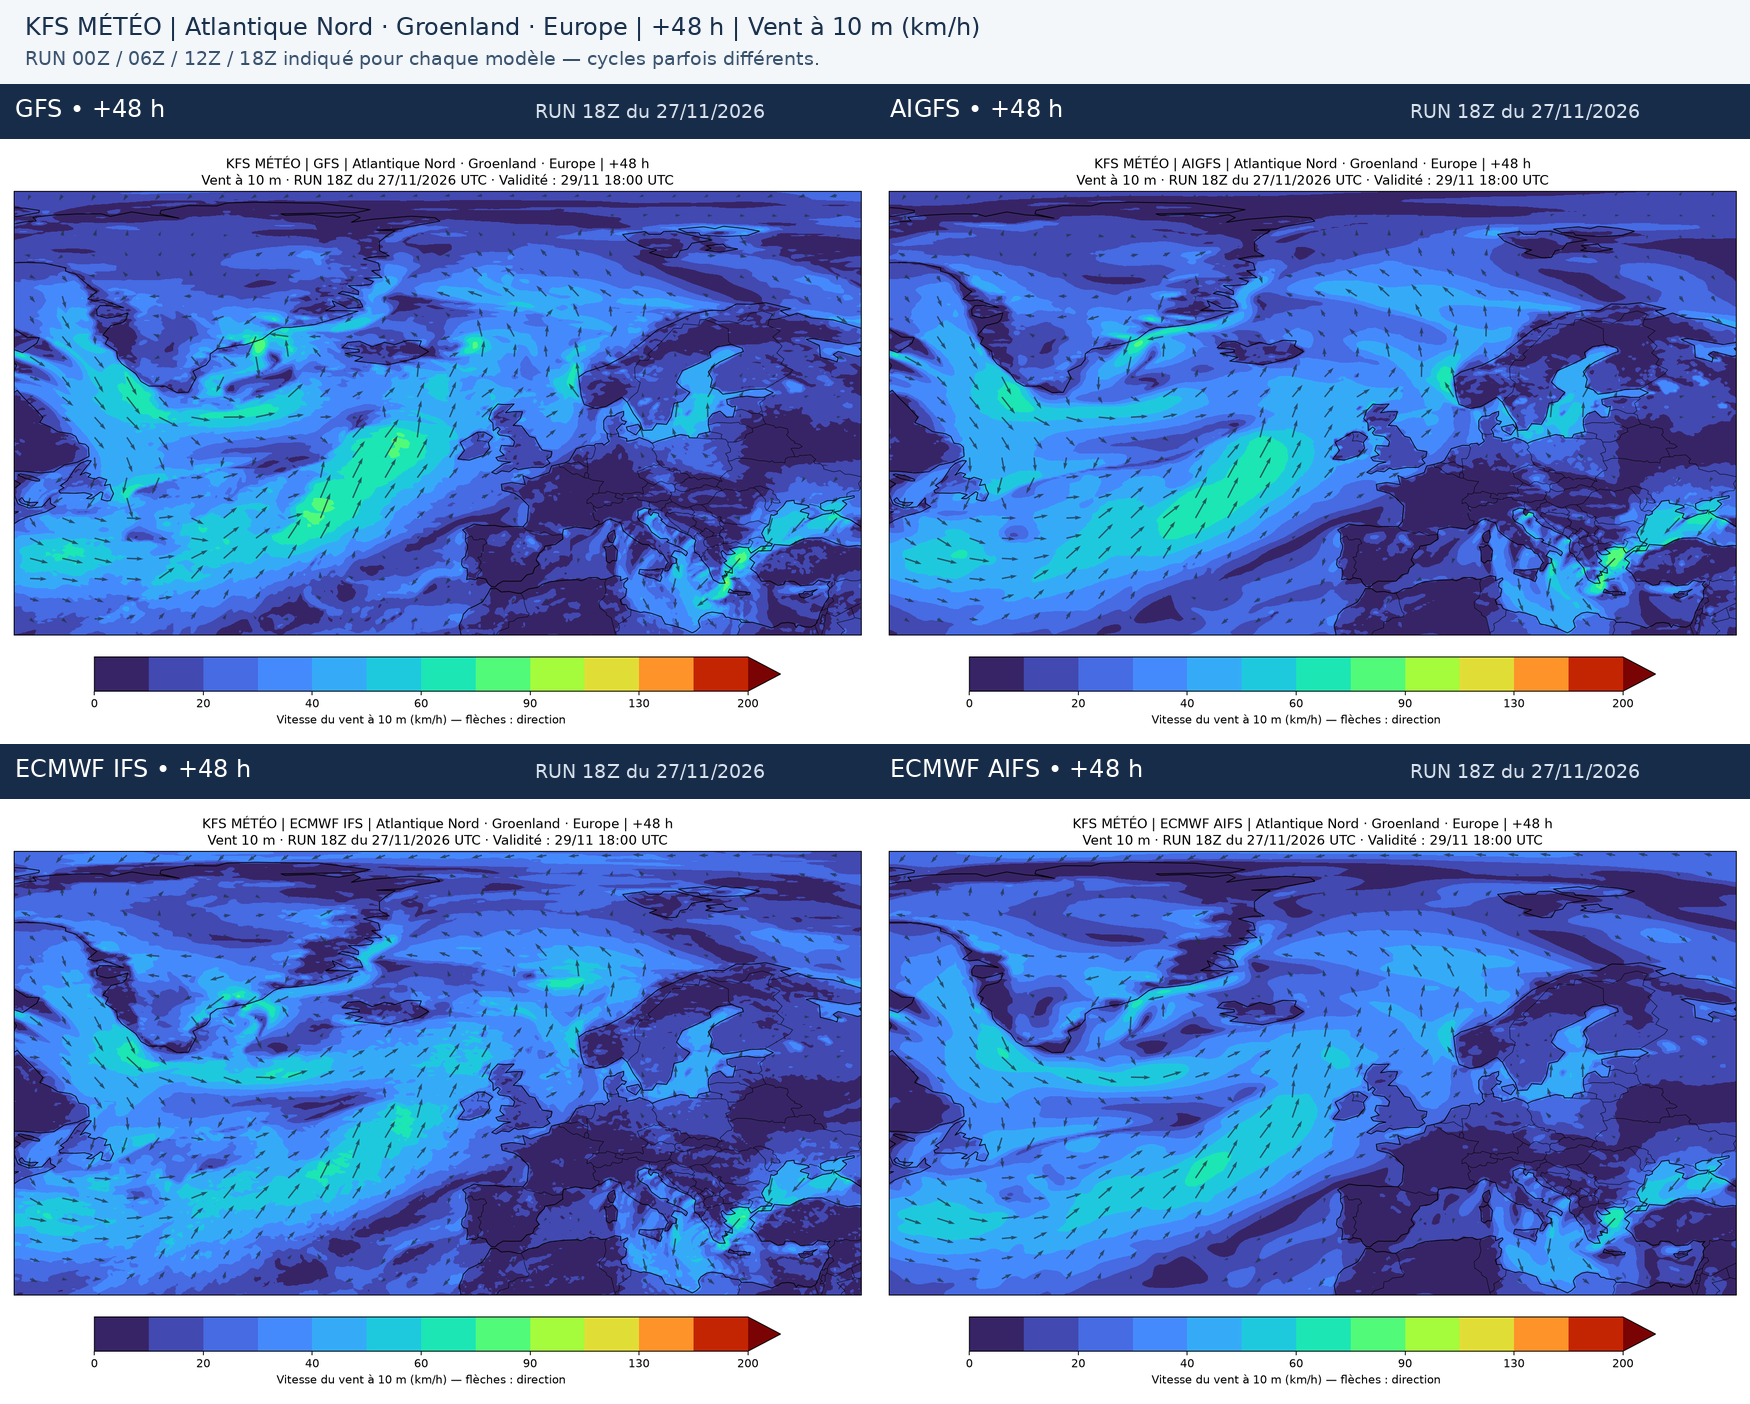 KFS MÉTÉO | Atlantique Nord · Groenland · Europe | +48 h | Vent à 10 m (km/h)
RUN 00Z / 06Z / 12Z / 18Z indiqué pour chaque modèle — cycles parfois différents.
GFS • +48 h
RUN 18Z du 27/11/2026
KFS MÉTÉO | GFS | Atlantique Nord · Groenland · Europe | +48 h
Vent à 10 m · RUN 18Z du 27/11/2026 UTC · Validité : 29/11 18:00 UTC
0 20 40 60 90 130 200
Vitesse du vent à 10 m (km/h) — flèches : direction
AIGFS • +48 h
RUN 18Z du 27/11/2026
KFS MÉTÉO | AIGFS | Atlantique Nord · Groenland · Europe | +48 h
Vent à 10 m · RUN 18Z du 27/11/2026 UTC · Validité : 29/11 18:00 UTC
0 20 40 60 90 130 200
Vitesse du vent à 10 m (km/h) — flèches : direction
ECMWF IFS • +48 h
RUN 18Z du 27/11/2026
KFS MÉTÉO | ECMWF IFS | Atlantique Nord · Groenland · Europe | +48 h
Vent 10 m · RUN 18Z du 27/11/2026 UTC · Validité : 29/11 18:00 UTC
0 20 40 60 90 130 200
Vitesse du vent à 10 m (km/h) — flèches : direction
ECMWF AIFS • +48 h
RUN 18Z du 27/11/2026
KFS MÉTÉO | ECMWF AIFS | Atlantique Nord · Groenland · Europe | +48 h
Vent 10 m · RUN 18Z du 27/11/2026 UTC · Validité : 29/11 18:00 UTC
0 20 40 60 90 130 200
Vitesse du vent à 10 m (km/h) — flèches : direction